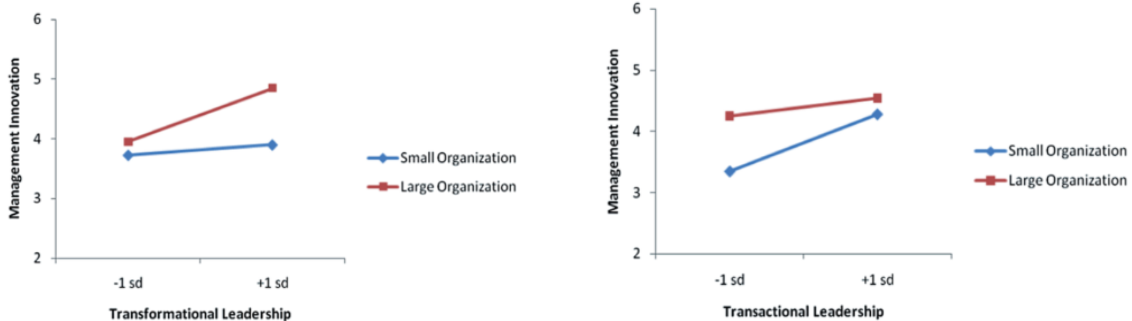 6
5
4
3
2
Management Innovation
-1 sd
+1 sd
Transformational Leadership
Small Organization
Large Organization
6
5
4
3
2
Management Innovation
-1 sd
+1 sd
Transactional Leadership
Small Organization
Large Organization